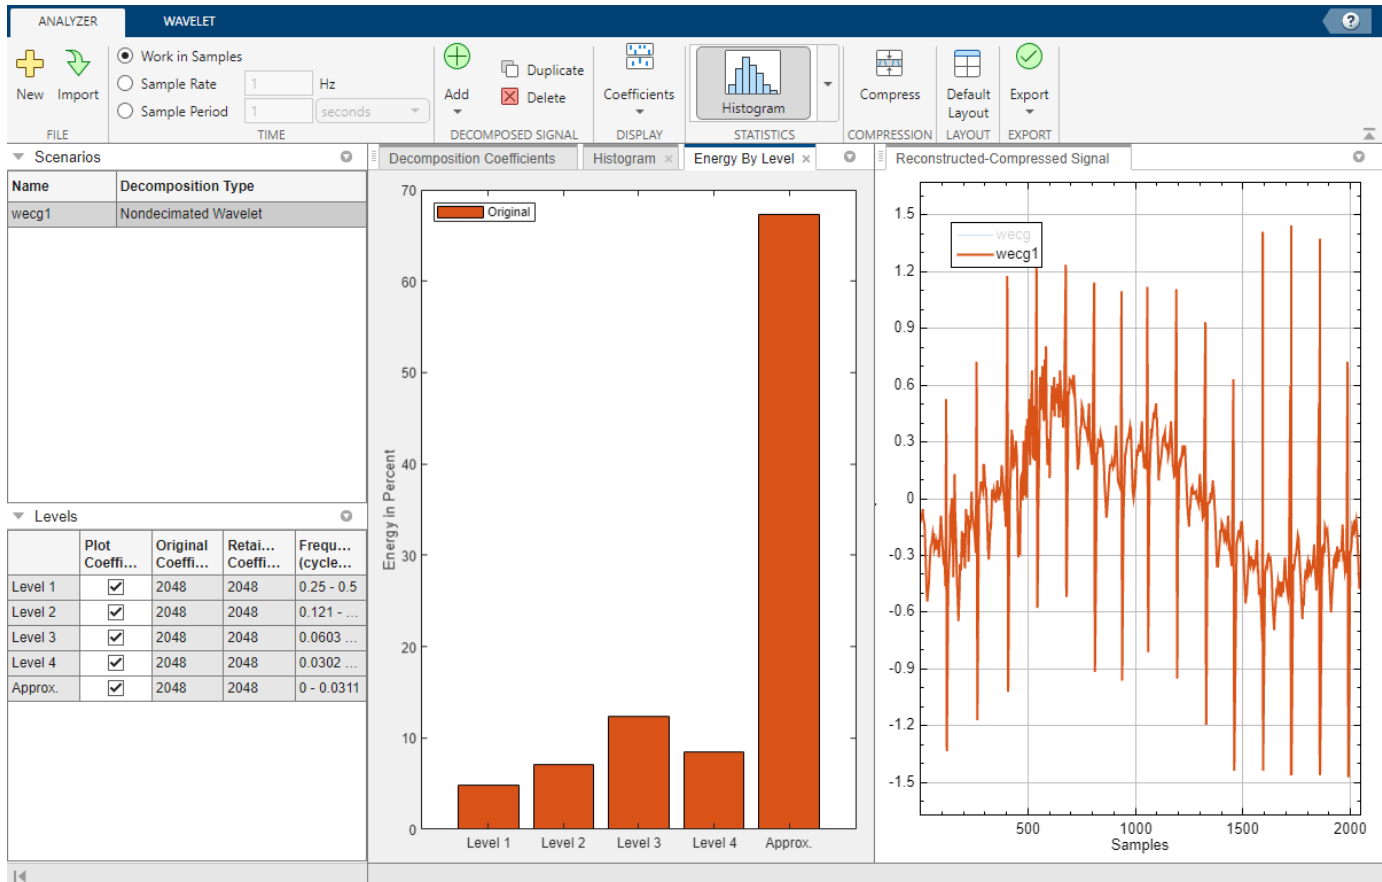 ANALYZER WAVELET
?
New Import
Work in Samples
Sample Rate 1 Hz
Sample Period 1 seconds
Add
Duplicate
Delete
Coefficients
Histogram
Compress
Default
Layout
Export
FILE TIME DECOMPOSED SIGNAL DISPLAY STATISTICS COMPRESSION LAYOUT EXPORT
Scenarios
Name Decomposition Type
wecg1 Nondecimated Wavelet
Levels
Plot Original Retai... Frequ...
Coeffi... Coeffi... Coeffi... (cycle...
Level 1 2048 2048 0.25 - 0.5
Level 2 2048 2048 0.121 - ...
Level 3 2048 2048 0.0603 ...
Level 4 2048 2048 0.0302 ...
Approx. 2048 2048 0 - 0.0311
Decomposition Coefficients Histogram × Energy By Level ×
Original
Energy in Percent
70
60
50
40
30
20
10
0
Level 1 Level 2 Level 3 Level 4 Approx.
Reconstructed-Compressed Signal
wecg
wecg1
1.5
1.2
0.9
0.6
0.3
0
-0.3
-0.6
-0.9
-1.2
-1.5
500 1000 1500 2000
Samples